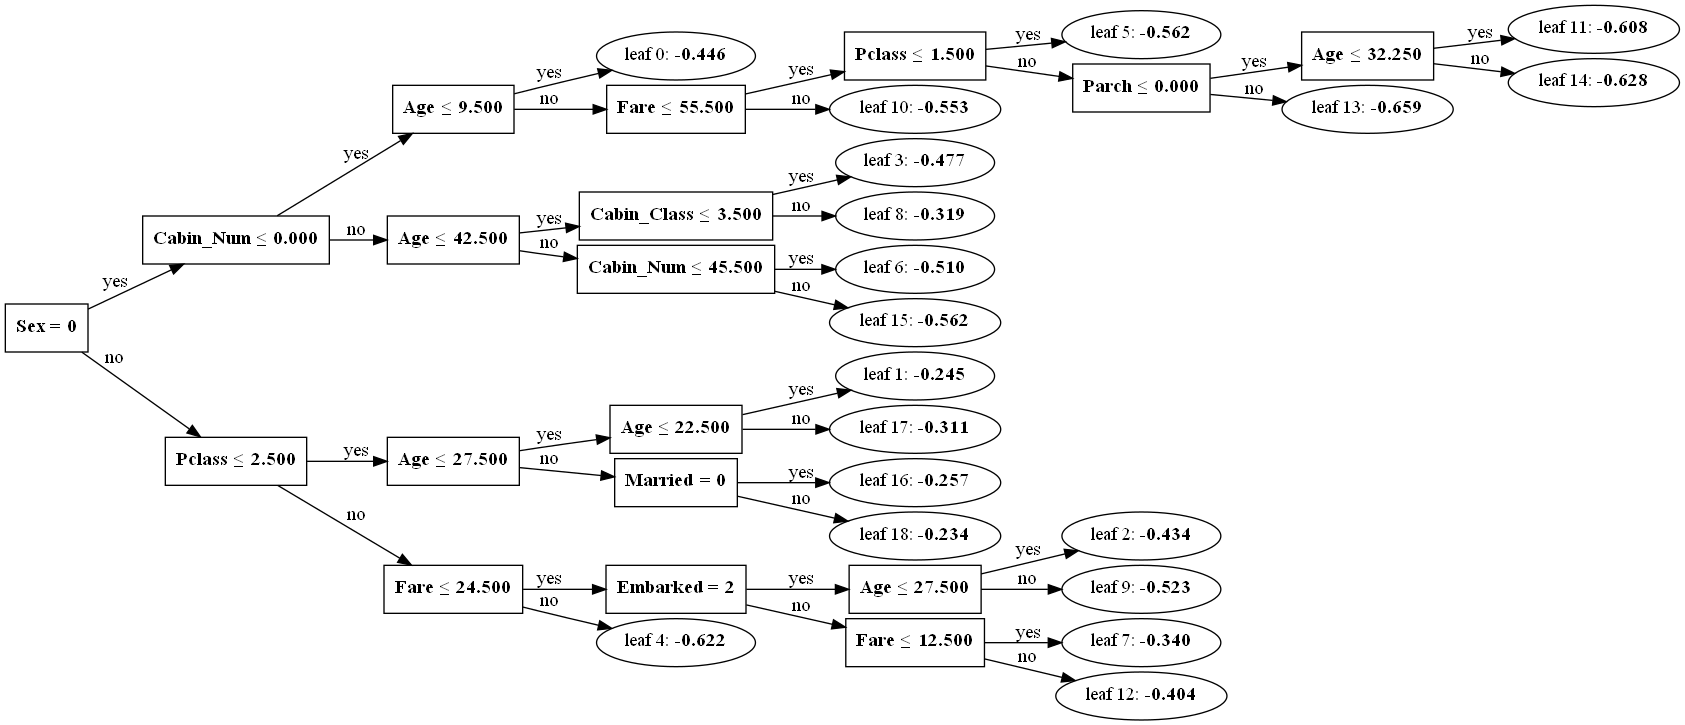 yes
leaf 11: -0.608
yes
Pclass ≤ 1.500
yes
leaf 5: -0.562
Age ≤ 32.250
no
leaf 14: -0.628
leaf 0: -0.446
yes
no
Parch ≤ 0.000
yes
no
leaf 13: -0.659
Age ≤ 9.500
yes
no
Fare ≤ 55.500
no
leaf 10: -0.553
yes
yes
leaf 3: -0.477
Cabin_Class ≤ 3.500
no
leaf 8: -0.319
Cabin_Num ≤ 0.000
no
Age ≤ 42.500
yes
no
Cabin_Num ≤ 45.500
yes
leaf 6: -0.510
no
leaf 15: -0.562
yes
Sex = 0
no
yes
leaf 1: -0.245
Age ≤ 22.500
no
leaf 17: -0.311
Pclass ≤ 2.500
yes
Age ≤ 27.500
yes
no
Married = 0
yes
leaf 16: -0.257
no
leaf 18: -0.234
no
yes
leaf 2: -0.434
Fare ≤ 24.500
yes
Embarked = 2
yes
Age ≤ 27.500
no
leaf 9: -0.523
no
leaf 4: -0.622
no
Fare ≤ 12.500
yes
leaf 7: -0.340
no
leaf 12: -0.404